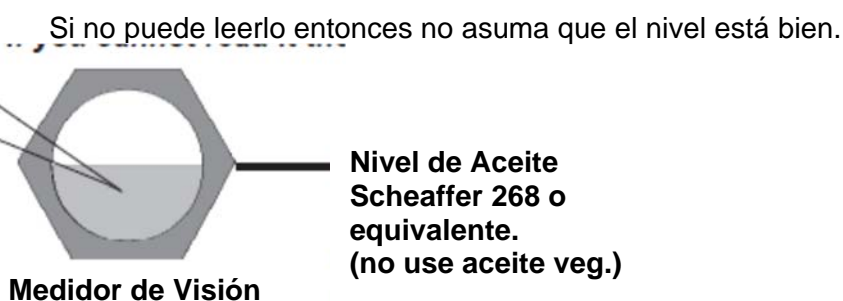 Si no puede leerlo entonces no asuma que el nivel está bien.
Nivel de Aceite
Scheaffer 268 o
equivalente.
(no use aceite veg.)
Medidor de Visión